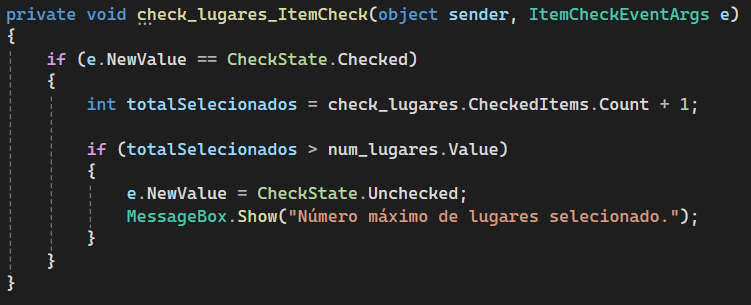 private void check_lugares_ItemCheck(object sender, ItemCheckEventArgs e)
{
    if (e.NewValue == CheckState.Checked)
    {
        int totalSelecionados = check_lugares.CheckedItems.Count + 1;

        if (totalSelecionados > num_lugares.Value)
        {
            e.NewValue = CheckState.Unchecked;
            MessageBox.Show("Número máximo de lugares selecionado.");
        }
    }
}